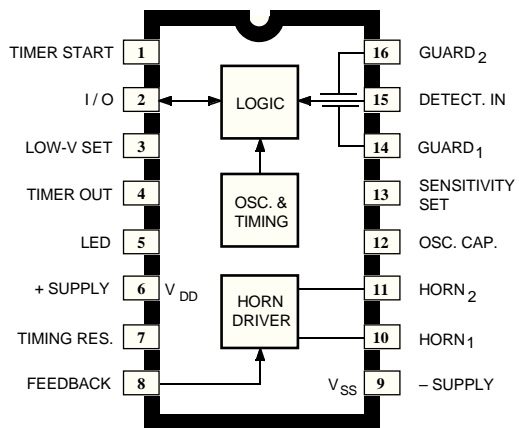 TIMER START 1
I / O 2
LOW-V SET 3
TIMER OUT 4
LED 5
+ SUPPLY 6 VDD
TIMING RES. 7
FEEDBACK 8
LOGIC
OSC. &
TIMING
HORN
DRIVER
16 GUARD2
15 DETECT. IN
14 GUARD1
13 SENSITIVITY
SET
12 OSC. CAP.
11 HORN2
10 HORN1
VSS 9 – SUPPLY